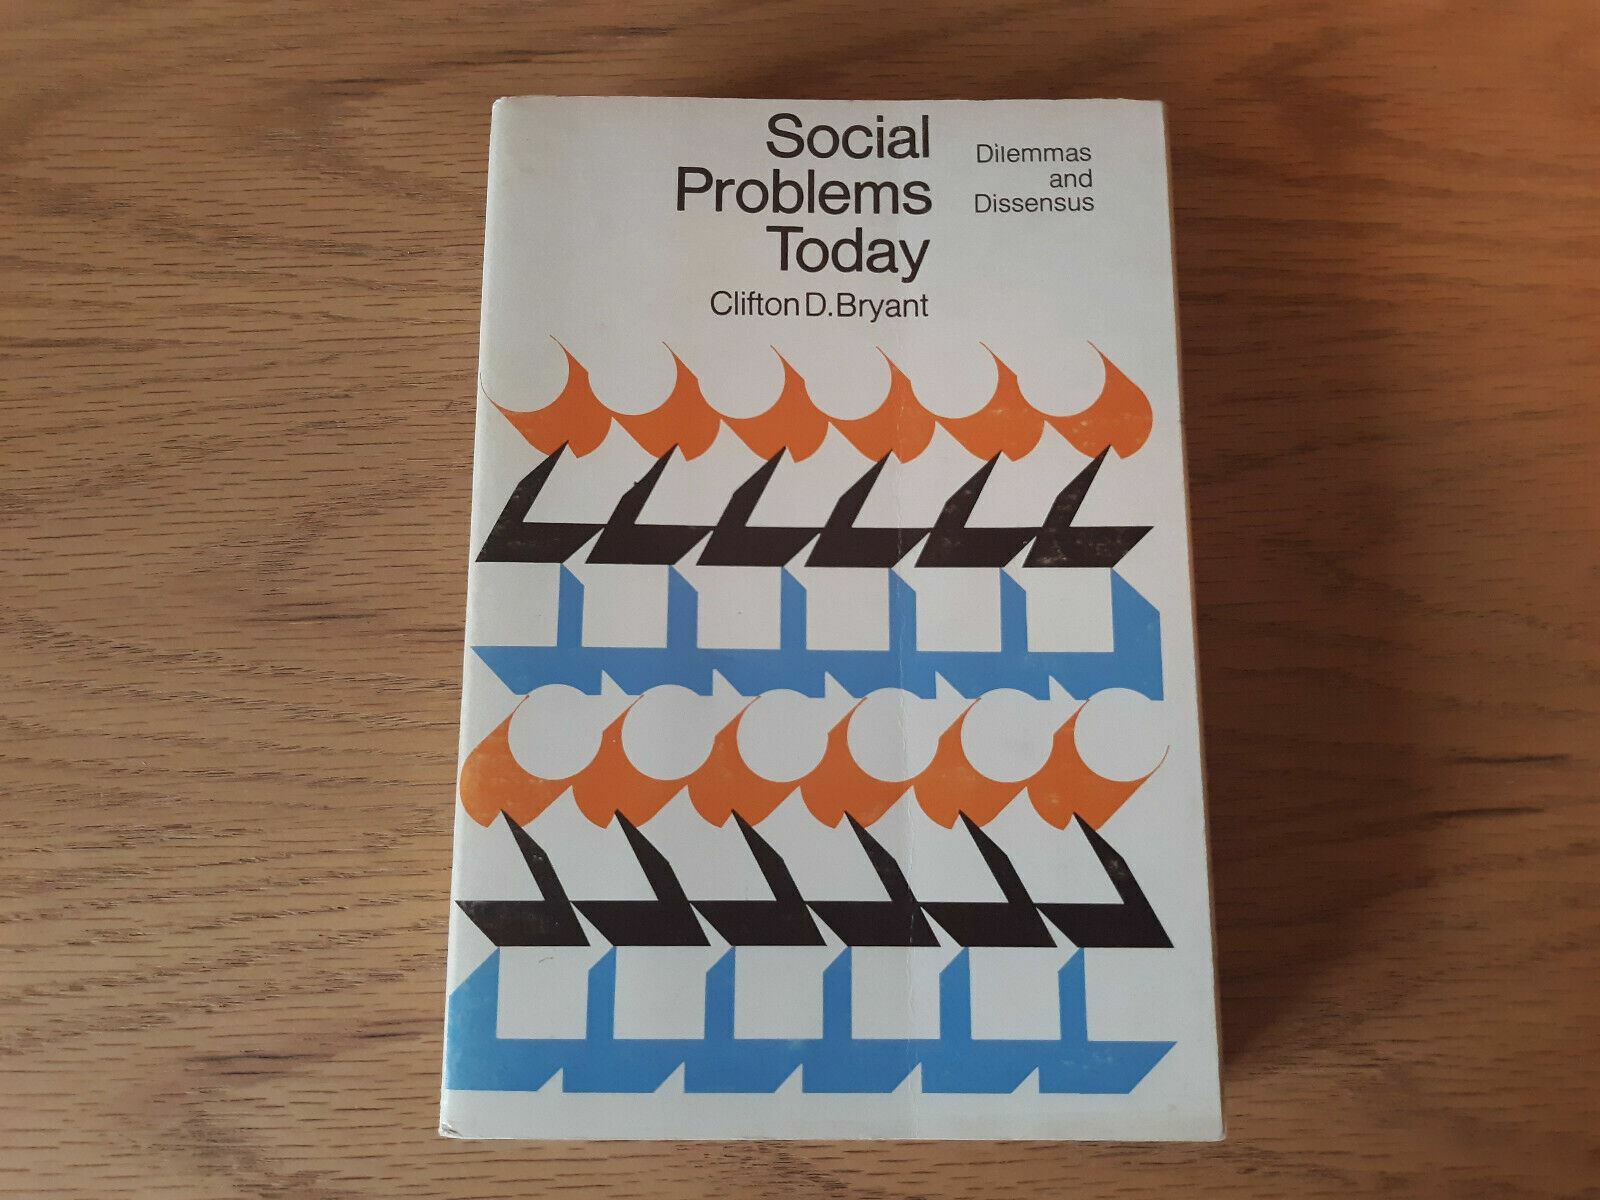 Social
Problems
Today
Clifton D. Bryant
Dilemmas
and
Dissensus